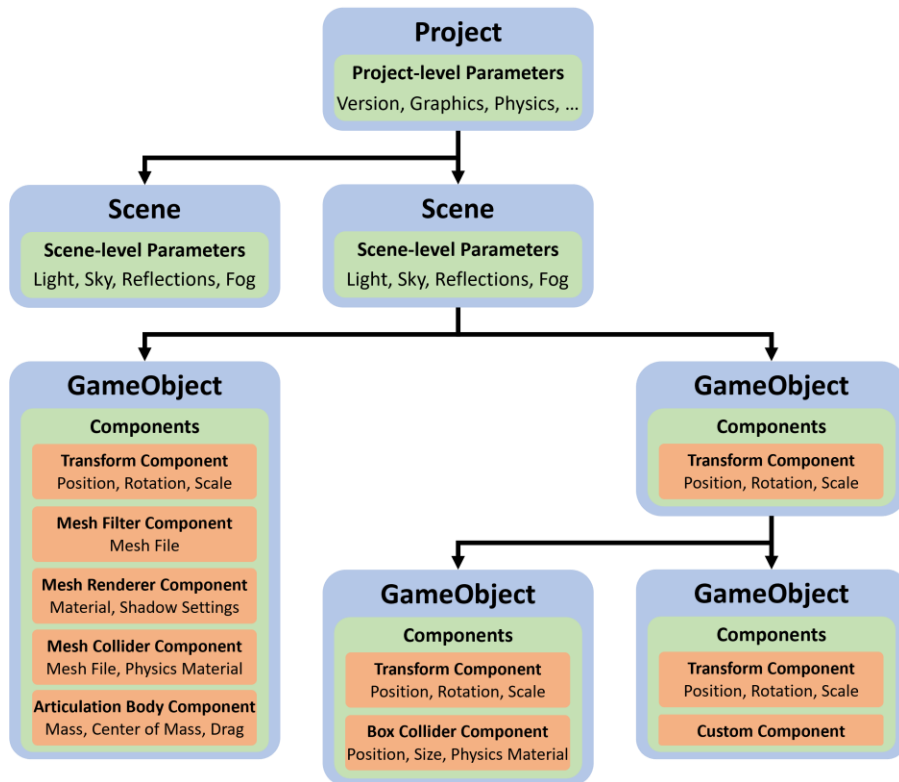 Project
Project-level Parameters
Version, Graphics, Physics, ...
Scene
Scene-level Parameters
Light, Sky, Reflections, Fog
Scene
Scene-level Parameters
Light, Sky, Reflections, Fog
GameObject
Components
Transform Component
Position, Rotation, Scale
Mesh Filter Component
Mesh File
Mesh Renderer Component
Material, Shadow Settings
Mesh Collider Component
Mesh File, Physics Material
Articulation Body Component
Mass, Center of Mass, Drag
GameObject
Components
Transform Component
Position, Rotation, Scale
GameObject
Components
Transform Component
Position, Rotation, Scale
Box Collider Component
Position, Size, Physics Material
GameObject
Components
Transform Component
Position, Rotation, Scale
Custom Component